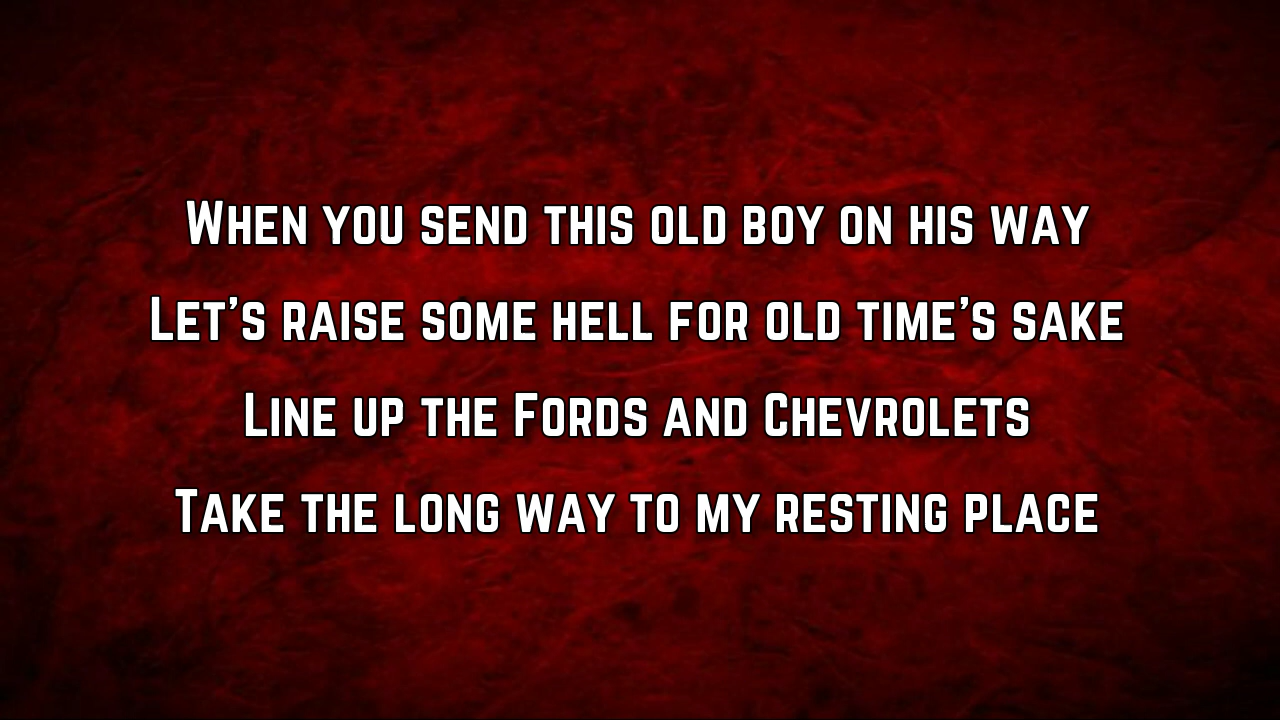 When you send this old boy on his way
Let's raise some hell for old time's sake
Line up the Fords and Chevrolets
Take the long way to my resting place